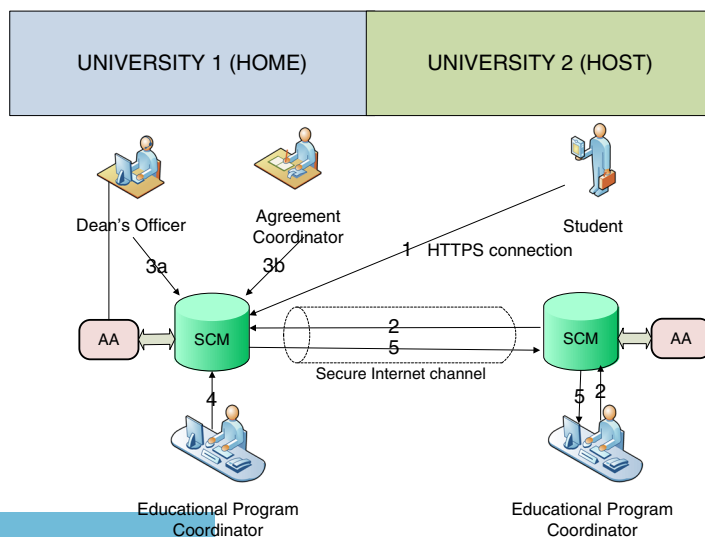 UNIVERSITY 1 (HOME)
UNIVERSITY 2 (HOST)
Dean's Officer
Agreement
Coordinator
Student
1 HTTPS connection
3a
3b
AA
SCM
2
5
Secure Internet channel
SCM
AA
4
5
2
Educational Program
Coordinator
Educational Program
Coordinator